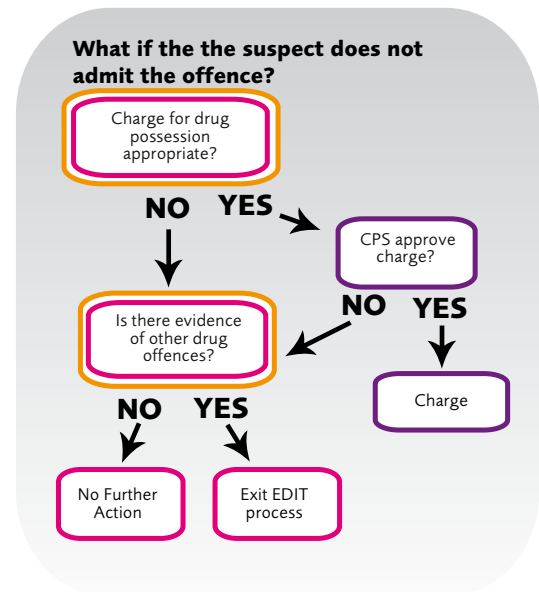 What if the the suspect does not
admit the offence?
Charge for drug
possession
appropriate?
NO YES
CPS approve
charge?
NO YES
Is there evidence
of other drug
offences?
Charge
NO YES
No Further
Action
Exit EDIT
process